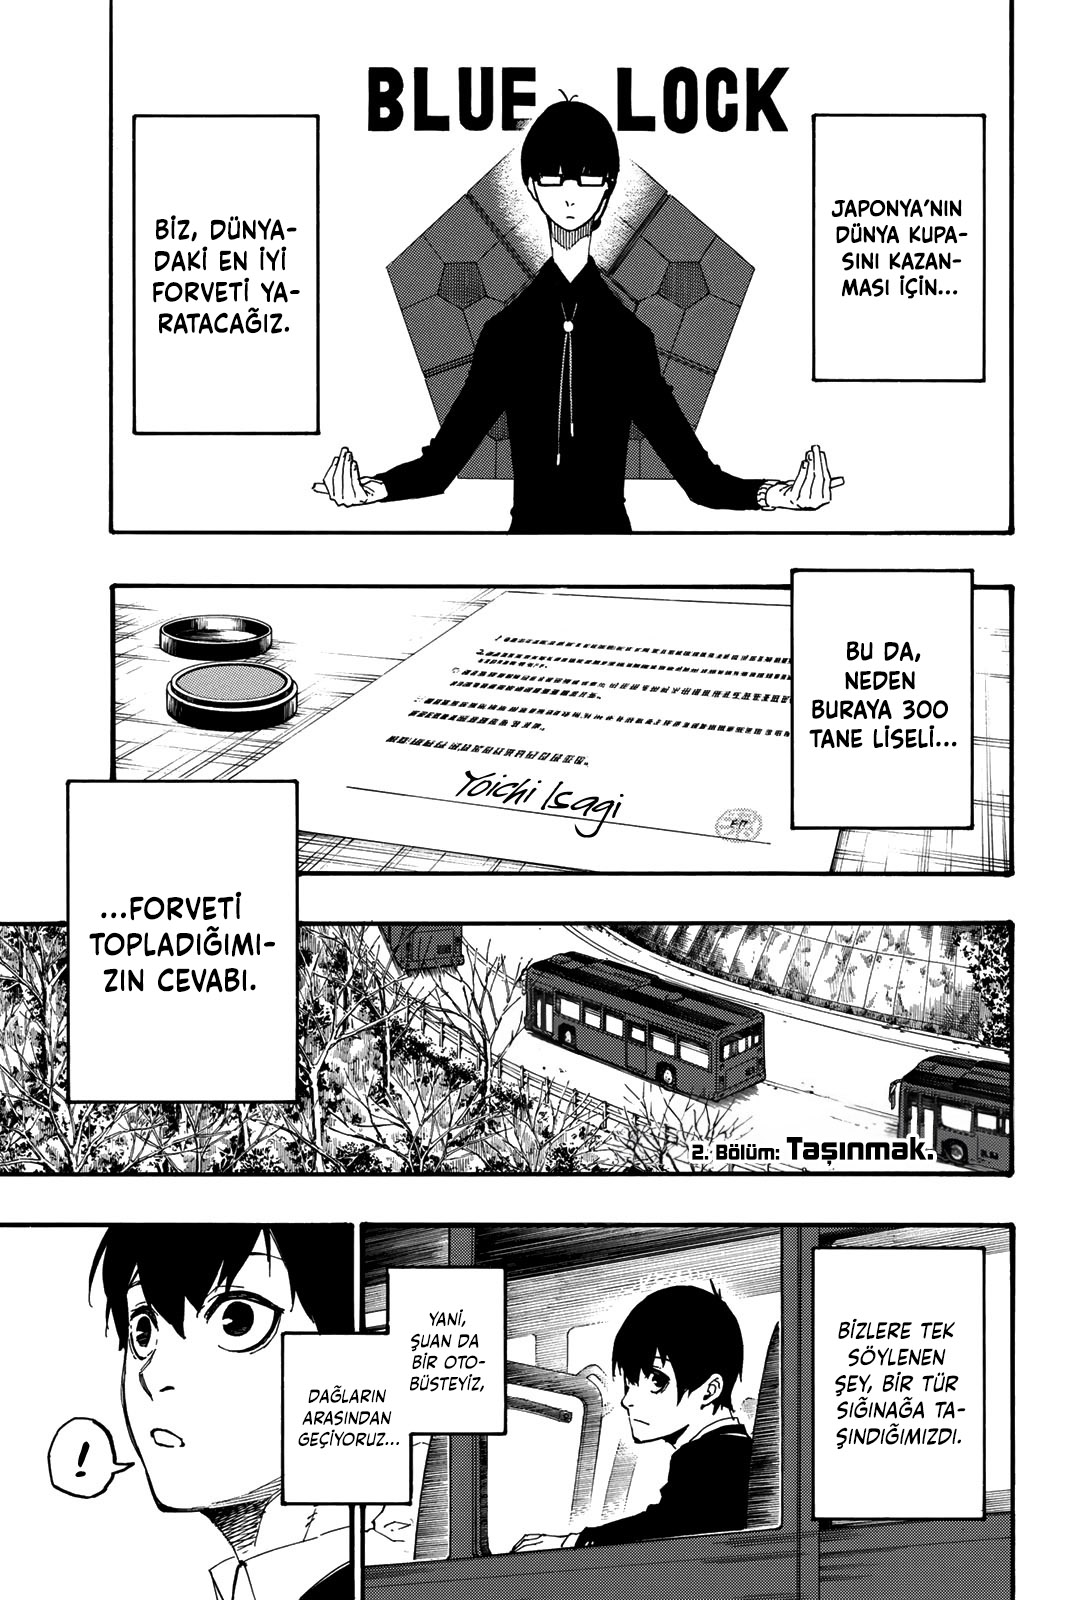 BLUE LOCK
JAPONYA'NIN
DÜNYA KUPA-
SINI KAZAN-
MASI İÇİN...
BİZ, DÜNYA-
DAKİ EN İYİ
FORVETİ YA-
RATACAĞIZ.
BU DA,
NEDEN
BURAYA 300
TANE LİSELİ...
Yoichi Isagi
...FORVETİ
TOPLADIĞIMI-
ZIN CEVABI.
2. Bölüm: Taşınmak.
BİZLERE TEK
SÖYLENEN
ŞEY, BİR TÜR
SIĞINAĞA TA-
ŞINDIĞIMIZDI.
YANİ,
ŞUAN DA
BİR OTO-
BÜSTEYİZ,
DAĞLARIN
ARASINDAN
GEÇİYORUZ...
!